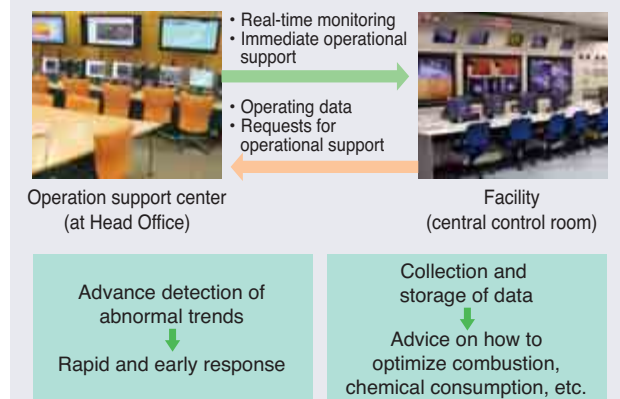 • Real-time monitoring
• Immediate operational
support
• Operating data
• Requests for
operational support
Operation support center
(at Head Office)
Facility
(central control room)
Advance detection of
abnormal trends
Rapid and early response
Collection and
storage of data
Advice on how to
optimize combustion,
chemical consumption, etc.